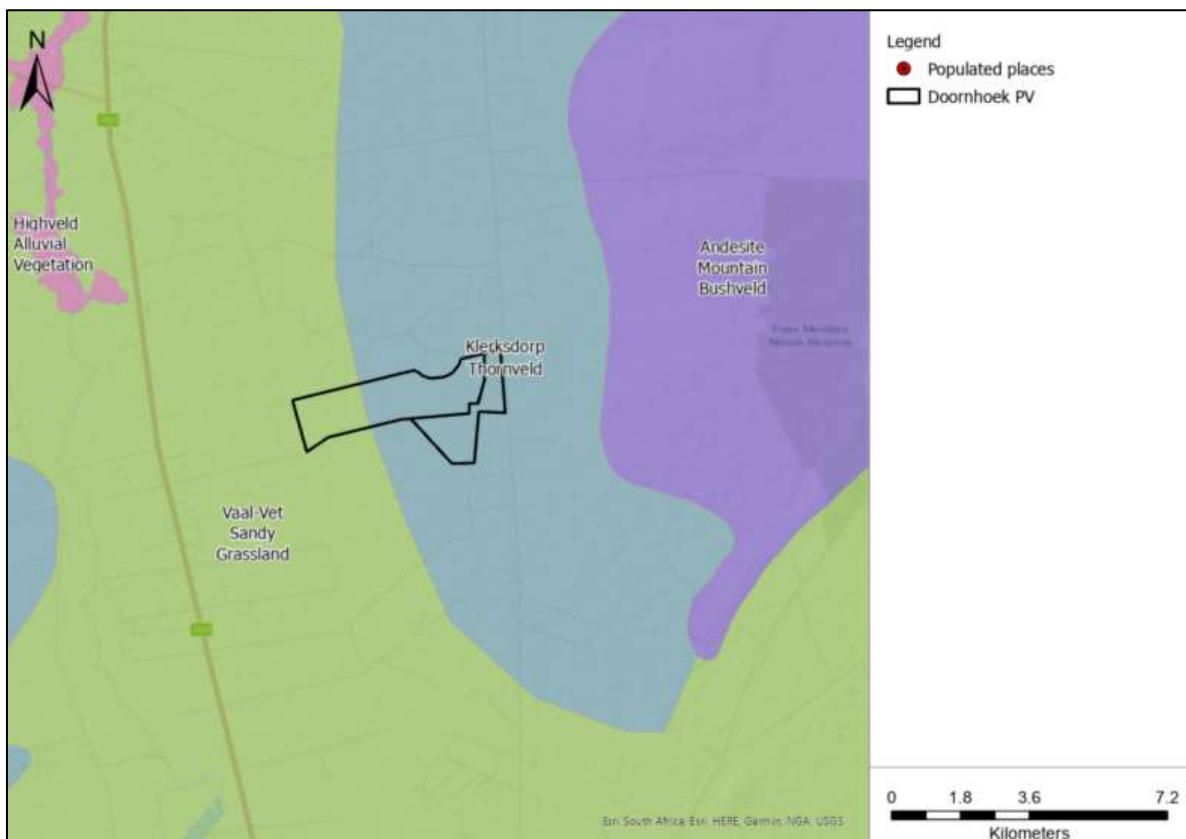 N
Highveld
Alluvial
Vegetation
Andesite
Mountain
Bushveld
Klerksdorp
Thornveld
Vaal-Vet
Sandy
Grassland
Esri South Africa, Esri, HERE, Garmin, NGA, USGS
Legend
Populated places
Doornhoek PV
0 1.8 3.6 7.2
Kilometers